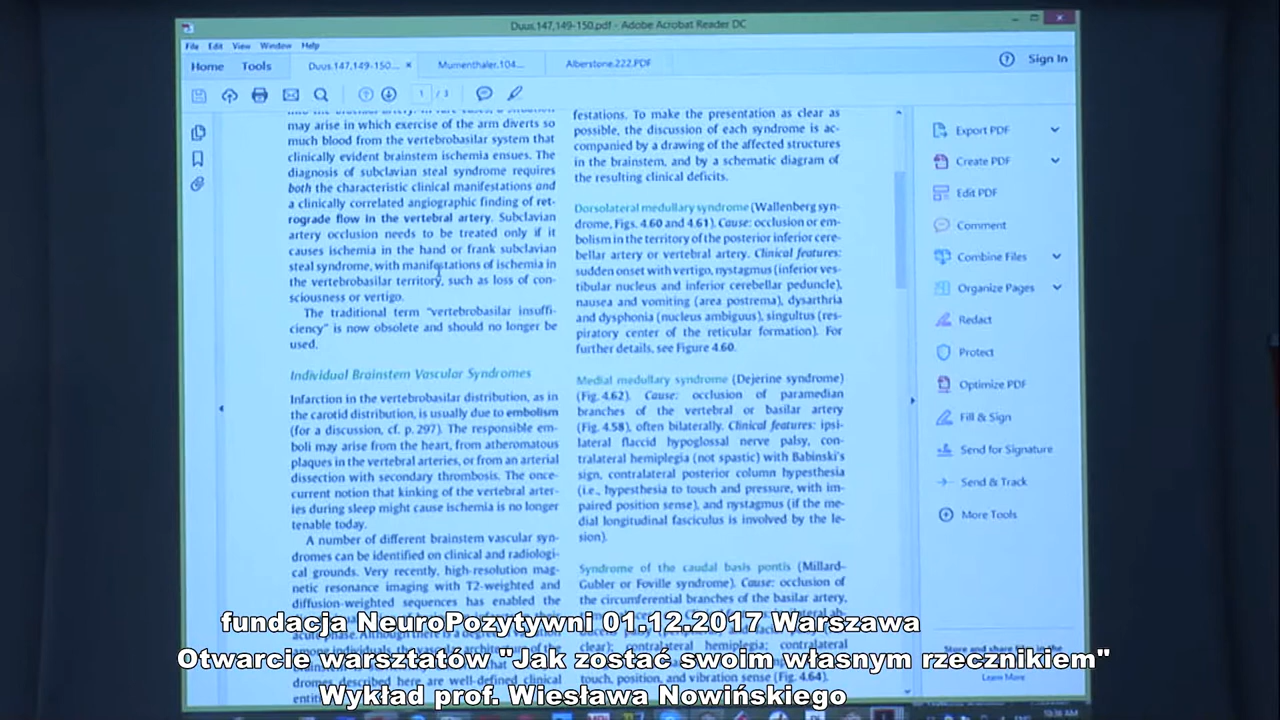 Duus.147,149-150.pdf - Adobe Acrobat Reader DC
File Edit View Window Help
Home Tools Duus.147,149-150... × Mumenthaler.104... Alberstone.222.PDF Sign In
1 / 3
may arise in which exercise of the arm diverts so
much blood from the vertebrobasilar system that
clinically evident brainstem ischemia ensues. The
diagnosis of subclavian steal syndrome requires
both the characteristic clinical manifestations and
a clinically correlated angiographic finding of ret-
rograde flow in the vertebral artery. Subclavian
artery occlusion needs to be treated only if it
causes ischemia in the hand or frank subclavian
steal syndrome, with manifestations of ischemia in
the vertebrobasilar territory, such as loss of con-
sciousness or vertigo.
The traditional term "vertebrobasilar insuffi-
ciency" is now obsolete and should no longer be
used.
Individual Brainstem Vascular Syndromes
Infarction in the vertebrobasilar distribution, as in
the carotid distribution, is usually due to embolism
(for a discussion, cf. p. 297). The responsible em-
boli may arise from the heart, from atheromatous
plaques in the vertebral arteries, or from an arterial
dissection with secondary thrombosis. The once-
current notion that kinking of the vertebral arter-
ies during sleep might cause ischemia is no longer
tenable today.
A number of different brainstem vascular syn-
dromes can be identified on clinical and radiologi-
cal grounds. Very recently, high-resolution mag-
netic resonance imaging with T2-weighted and
diffusion-weighted sequences has enabled the
dromes described here are well-defined clinical
festations. To make the presentation as clear as
possible, the discussion of each syndrome is ac-
companied by a drawing of the affected structures
in the brainstem, and by a schematic diagram of
the resulting clinical deficits.
Dorsolateral medullary syndrome (Wallenberg syn-
drome, Figs. 4.60 and 4.61). Cause: occlusion or em-
bolism in the territory of the posterior inferior cere-
bellar artery or vertebral artery. Clinical features:
sudden onset with vertigo, nystagmus (inferior ves-
tibular nucleus and inferior cerebellar peduncle),
nausea and vomiting (area postrema), dysarthria
and dysphonia (nucleus ambiguus), singultus (res-
piratory center of the reticular formation). For
further details, see Figure 4.60.
Medial medullary syndrome (Dejerine syndrome)
(Fig. 4.62). Cause: occlusion of paramedian
branches of the vertebral or basilar artery
(Fig. 4.58), often bilaterally. Clinical features: ipsi-
lateral flaccid hypoglossal nerve palsy, con-
tralateral hemiplegia (not spastic) with Babinski's
sign, contralateral posterior column hypesthesia
(i.e., hypesthesia to touch and pressure, with im-
paired position sense), and nystagmus (if the me-
dial longitudinal fasciculus is involved by the le-
sion).
Syndrome of the caudal basis pontis (Millard-
Gubler or Foville syndrome). Cause: occlusion of
the circumferential branches of the basilar artery,
clear); contralateral hemiplegia; contralateral
touch, position, and vibration sense (Fig. 4.64).
Export PDF
Create PDF
Edit PDF
Comment
Combine Files
Organize Pages
Redact
Protect
Optimize PDF
Fill & Sign
Send for Signature
Send & Track
More Tools
Learn More
fundacja NeuroPozytywni 01.12.2017 Warszawa
Otwarcie warsztatów "Jak zostać swoim własnym rzecznikiem"
Wykład prof. Wiesława Nowińskiego